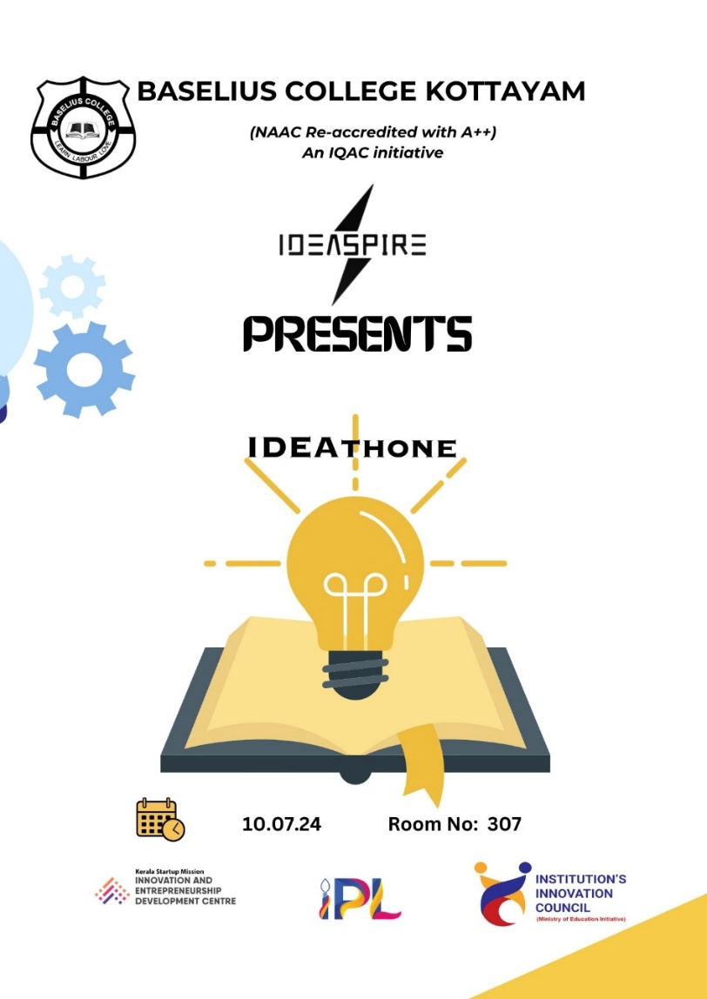 BASELIUS COLLEGE KOTTAYAM
BASELIUS COLLEGE
LEARN LABOUR LOVE
(NAAC Re-accredited with A++)
An IQAC initiative
IDEASPIRE
PRESENTS
IDEATHONE
10.07.24
Room No: 307
Kerala Startup Mission
INNOVATION AND
ENTREPRENEURSHIP
DEVELOPMENT CENTRE
iPL
INSTITUTION'S
INNOVATION
COUNCIL
(Ministry of Education Initiative)